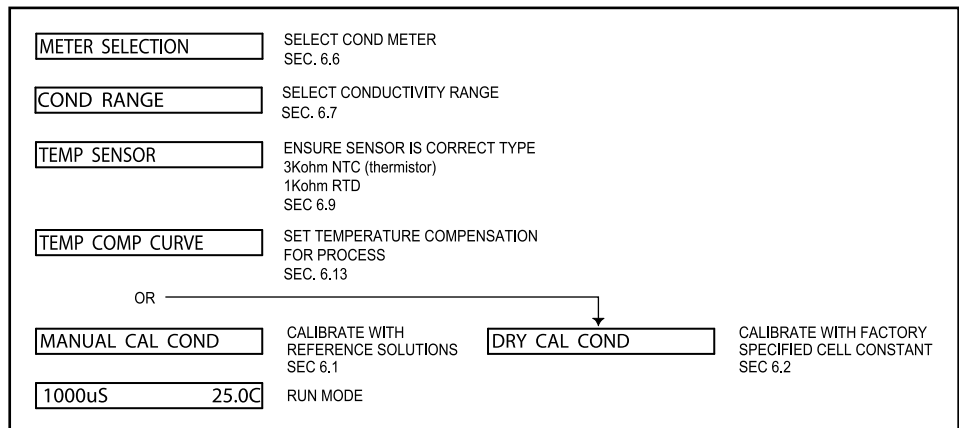 METER SELECTION
SELECT COND METER
SEC. 6.6
COND RANGE
SELECT CONDUCTIVITY RANGE
SEC. 6.7
TEMP SENSOR
ENSURE SENSOR IS CORRECT TYPE
3Kohm NTC (thermistor)
1Kohm RTD
SEC 6.9
TEMP COMP CURVE
SET TEMPERATURE COMPENSATION
FOR PROCESS
SEC. 6.13
OR
MANUAL CAL COND
CALIBRATE WITH
REFERENCE SOLUTIONS
SEC 6.1
DRY CAL COND
CALIBRATE WITH FACTORY
SPECIFIED CELL CONSTANT
SEC 6.2
1000uS 25.0C
RUN MODE